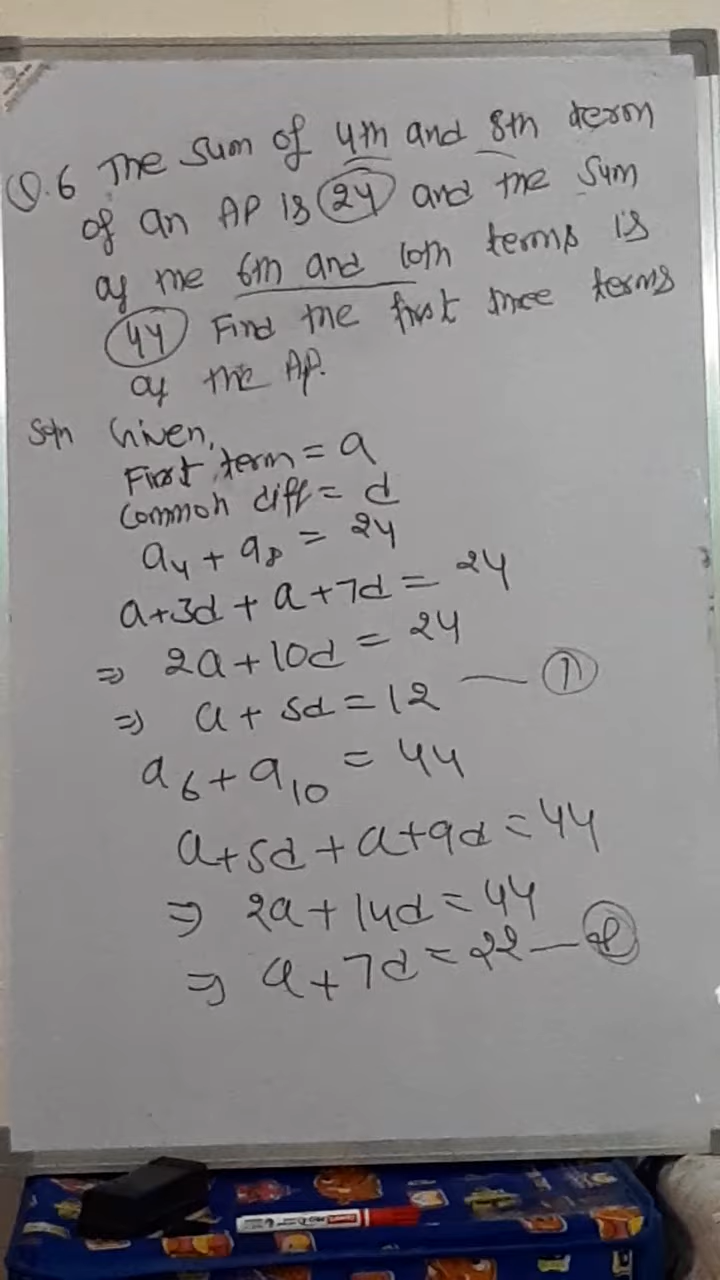 Q.6 The sum of 4th and 8th term
of an AP is 24 and the sum
of the 6th and 10th terms is
44 Find the first three terms
of the AP.
Soln Given,
First term = a
Common diff = d
a₄ + a₈ = 24
a+3d + a+7d = 24
⇒ 2a+10d = 24
⇒ a + 5d = 12 — ①
a₆ + a₁₀ = 44
a+5d + a+9d = 44
⇒ 2a + 14d = 44
⇒ a + 7d = 22 — ②